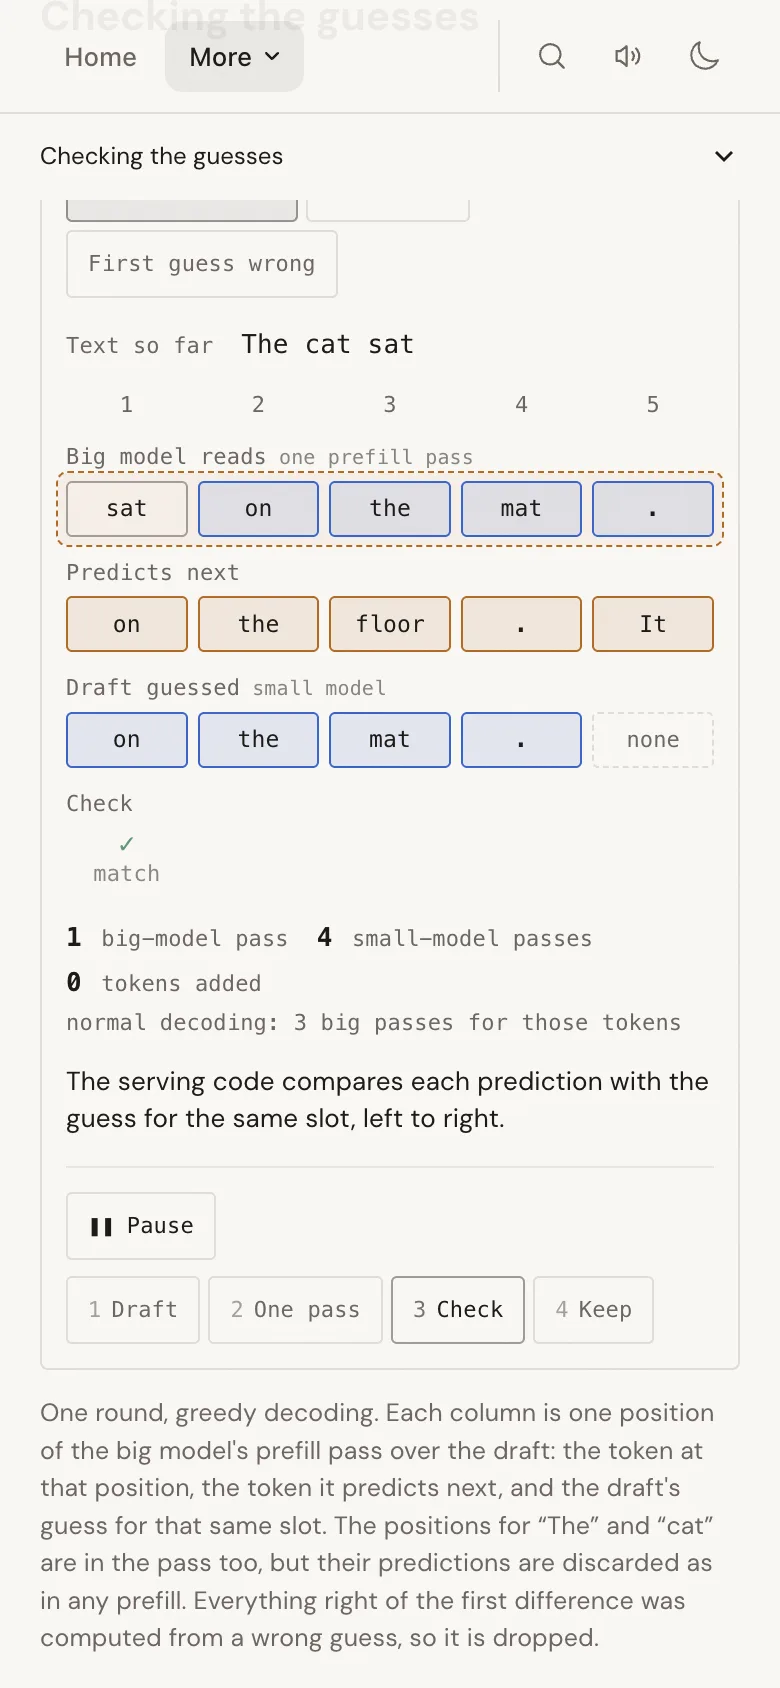 Checking the guesses
Home More
Checking the guesses
First guess wrong
Text so far The cat sat
1 2 3 4 5
Big model reads one prefill pass
sat on the mat .
Predicts next
on the floor . It
Draft guessed small model
on the mat . none
Check
✓
match
1 big-model pass 4 small-model passes
0 tokens added
normal decoding: 3 big passes for those tokens
The serving code compares each prediction with the
guess for the same slot, left to right.
Pause
1 Draft 2 One pass 3 Check 4 Keep
One round, greedy decoding. Each column is one position
of the big model's prefill pass over the draft: the token at
that position, the token it predicts next, and the draft's
guess for that same slot. The positions for “The” and “cat”
are in the pass too, but their predictions are discarded as
in any prefill. Everything right of the first difference was
computed from a wrong guess, so it is dropped.